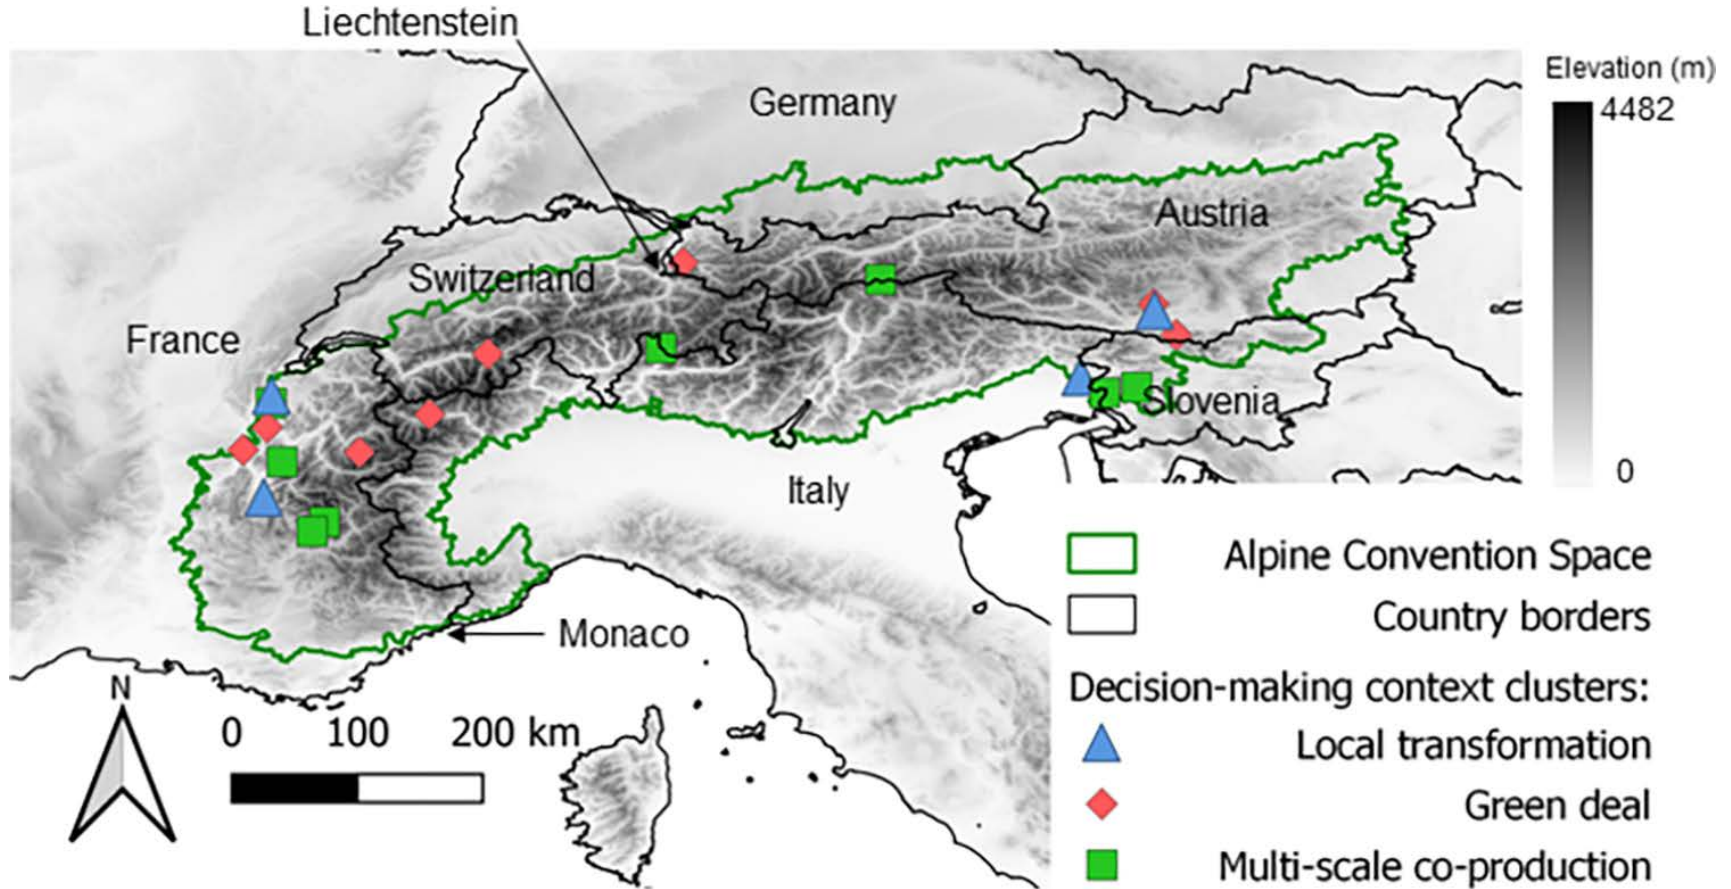 Liechtenstein
Elevation (m)
4482
Germany
Austria
Switzerland
France
Slovenia
0
Italy
Alpine Convention Space
Country borders
Monaco
N
Decision-making context clusters:
0 100 200 km
Local transformation
Green deal
Multi-scale co-production